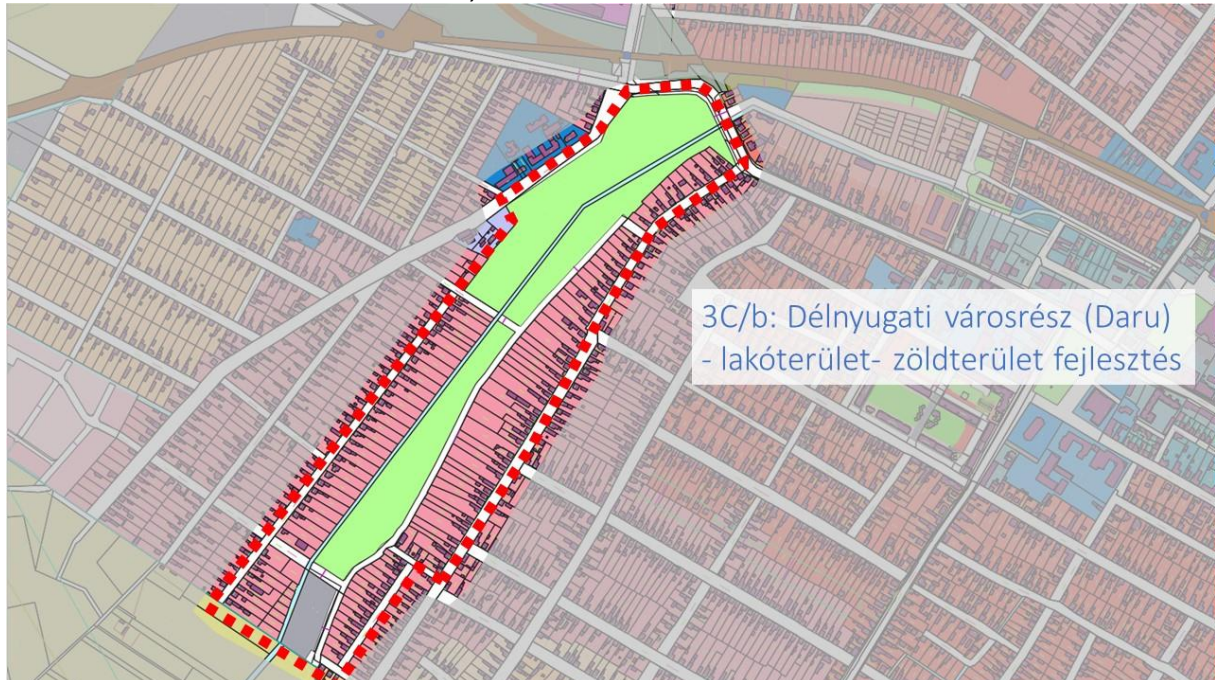 3C/b: Délnyugati városrész (Daru)
- lakóterület- zöldterület fejlesztés